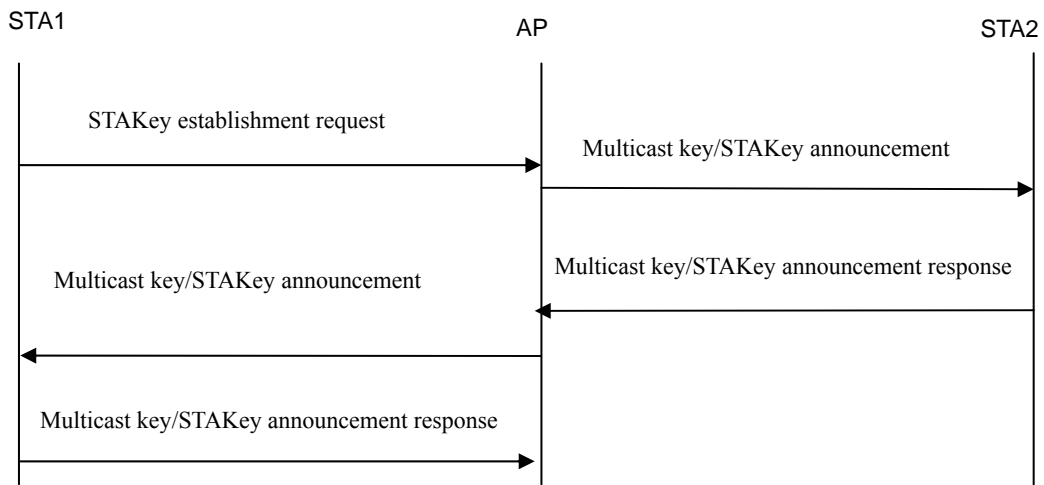 STA1
AP
STA2
STAKey establishment request
Multicast key/STAKey announcement
Multicast key/STAKey announcement response
Multicast key/STAKey announcement
Multicast key/STAKey announcement response